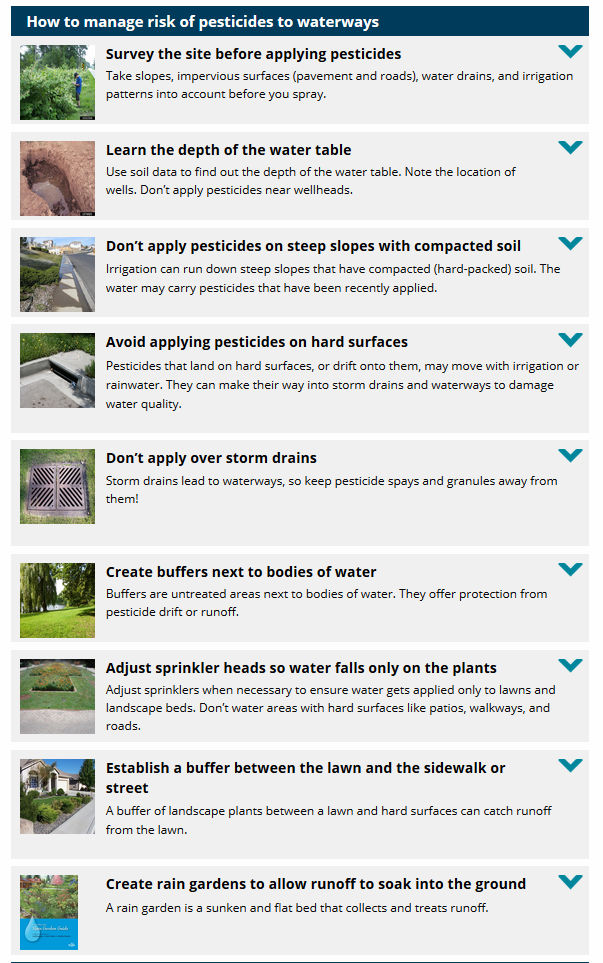 How to manage risk of pesticides to waterways
Survey the site before applying pesticides
Take slopes, impervious surfaces (pavement and roads), water drains, and irrigation
patterns into account before you spray.
Learn the depth of the water table
Use soil data to find out the depth of the water table. Note the location of
wells. Don’t apply pesticides near wellheads.
Don’t apply pesticides on steep slopes with compacted soil
Irrigation can run down steep slopes that have compacted (hard-packed) soil. The
water may carry pesticides that have been recently applied.
Avoid applying pesticides on hard surfaces
Pesticides that land on hard surfaces, or drift onto them, may move with irrigation or
rainwater. They can make their way into storm drains and waterways to damage
water quality.
Don’t apply over storm drains
Storm drains lead to waterways, so keep pesticide spays and granules away from
them!
Create buffers next to bodies of water
Buffers are untreated areas next to bodies of water. They offer protection from
pesticide drift or runoff.
Adjust sprinkler heads so water falls only on the plants
Adjust sprinklers when necessary to ensure water gets applied only to lawns and
landscape beds. Don’t water areas with hard surfaces like patios, walkways, and
roads.
Establish a buffer between the lawn and the sidewalk or
street
A buffer of landscape plants between a lawn and hard surfaces can catch runoff
from the lawn.
Create rain gardens to allow runoff to soak into the ground
A rain garden is a sunken and flat bed that collects and treats runoff.
Rain Garden Guide